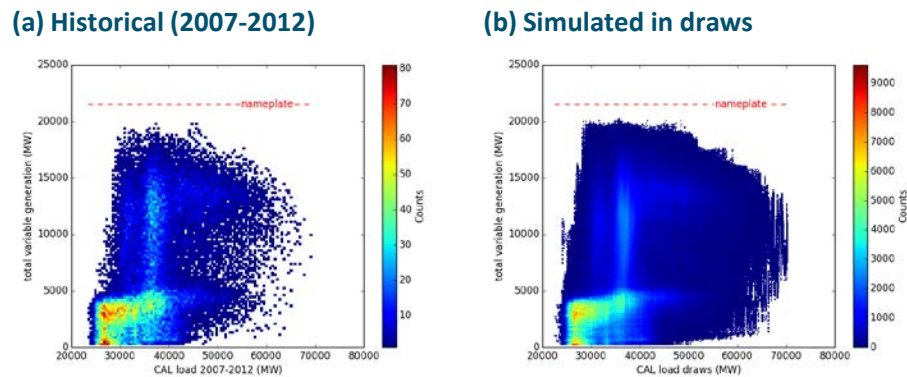 (a) Historical (2007-2012)
25000
20000
15000
10000
5000
0
total variable generation (MW)
nameplate
20000 30000 40000 50000 60000 70000 80000
CAL load 2007-2012 (MW)
80
70
60
50
40
30
20
10
Counts
(b) Simulated in draws
25000
20000
15000
10000
5000
0
total variable generation (MW)
nameplate
20000 30000 40000 50000 60000 70000 80000
CAL load draws (MW)
9000
8000
7000
6000
5000
4000
3000
2000
1000
0
Counts